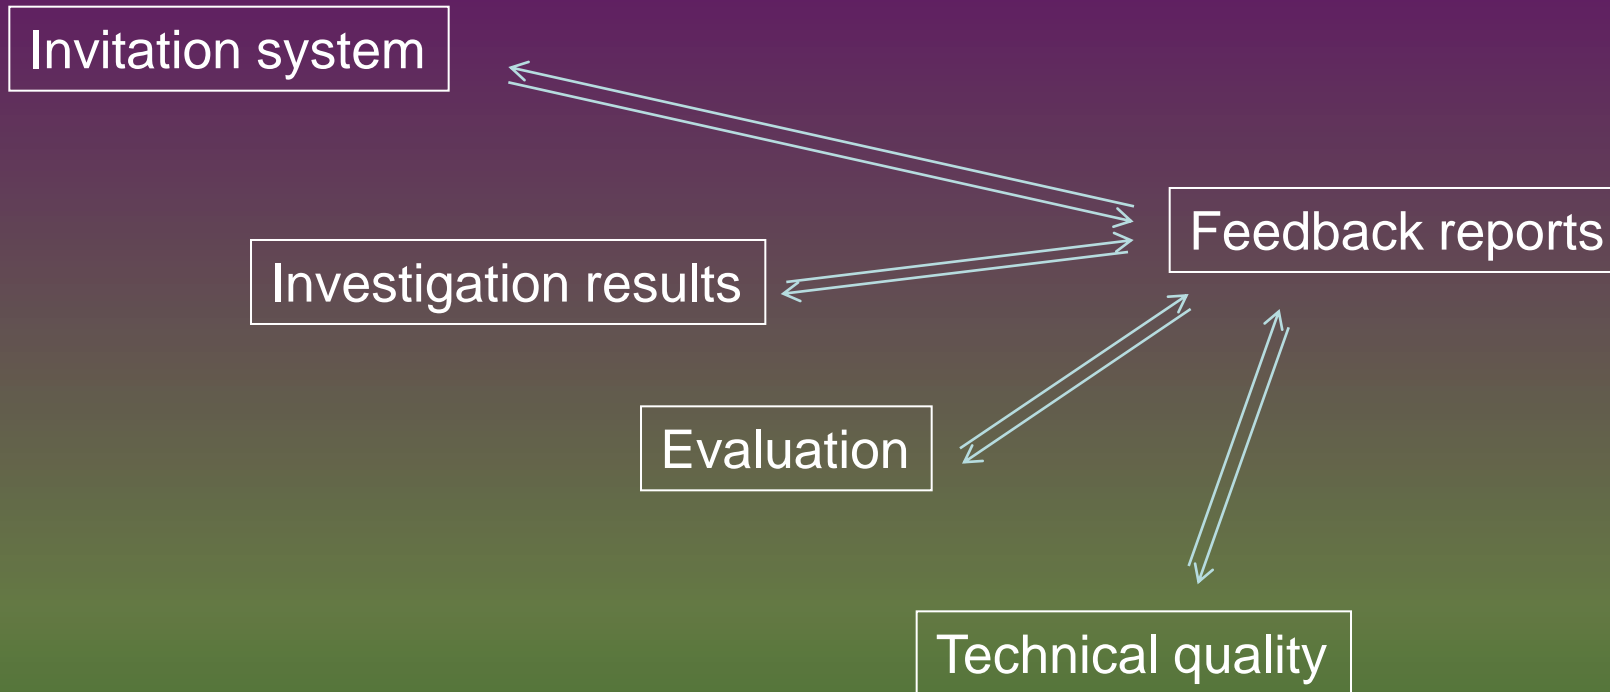 Invitation system
Feedback reports
Investigation results
Evaluation
Technical quality